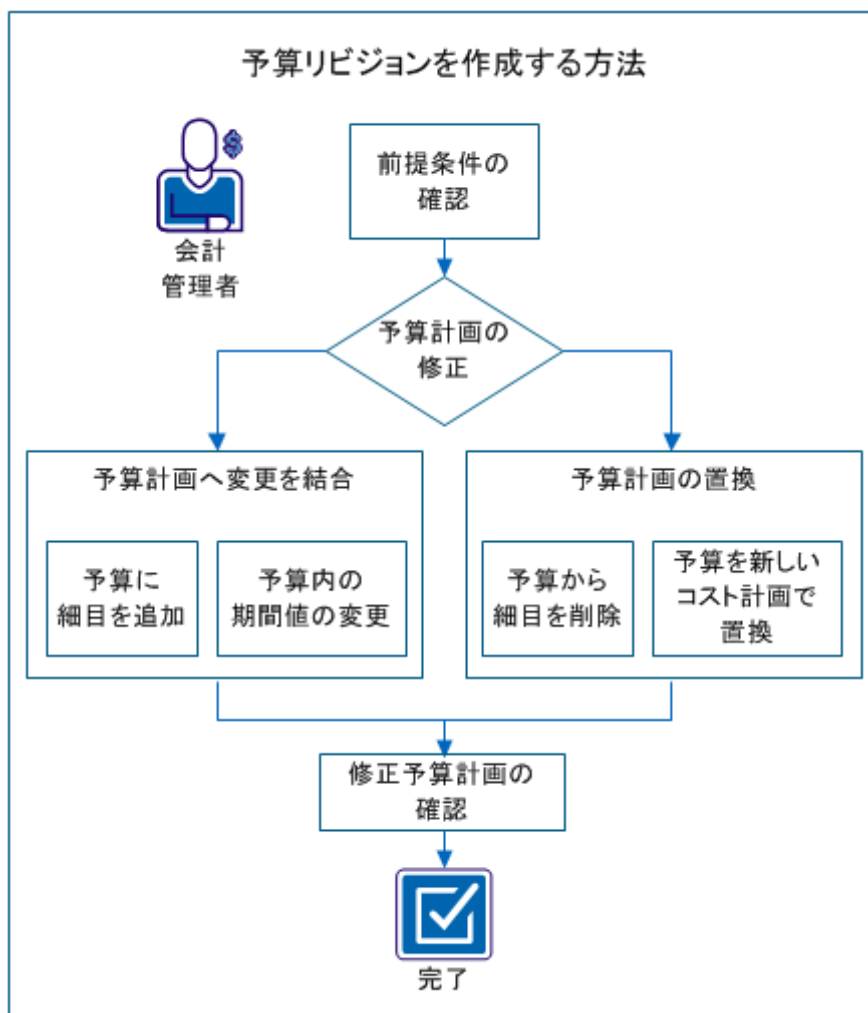 予算リビジョンを作成する方法
会計
管理者
前提条件の
確認
予算計画の
修正
予算計画へ変更を結合
予算に
細目を追加
予算内の
期間値の変更
予算計画の置換
予算から
細目を削除
予算を新しい
コスト計画で
置換
修正予算計画の
確認
完了